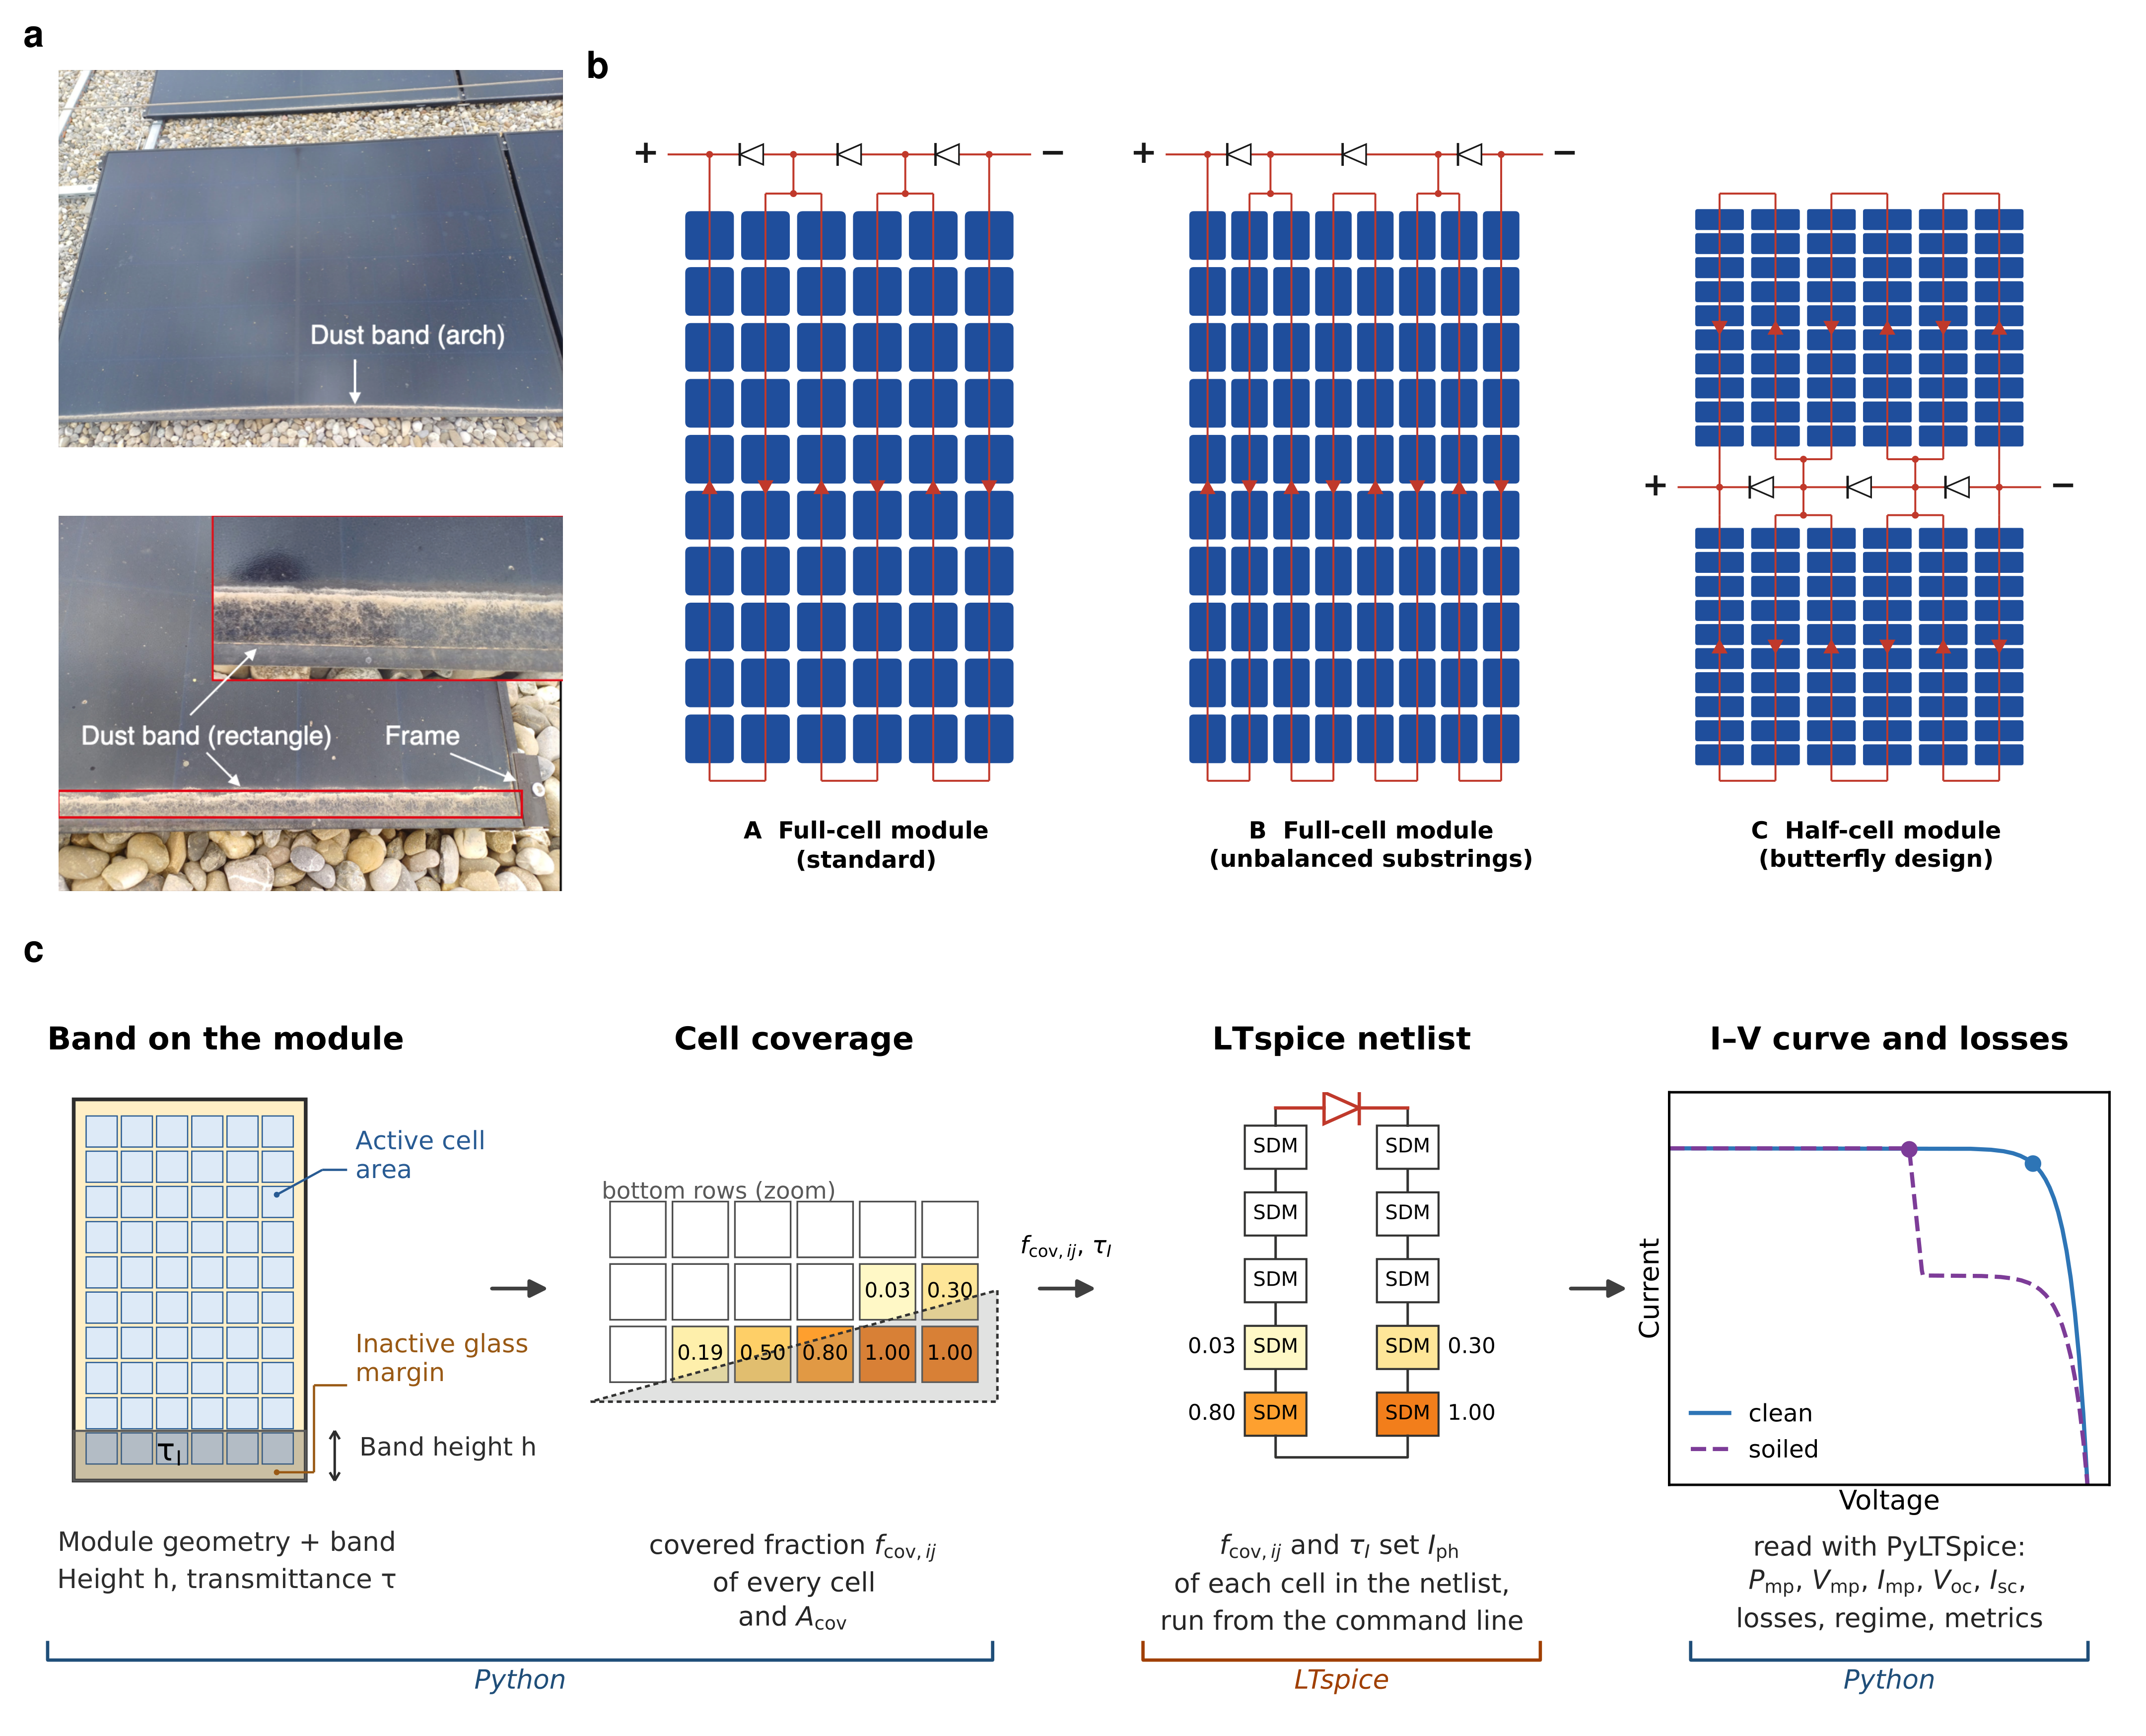 a
Dust band (arch)
Dust band (rectangle)
Frame
b
+
−
+
−
+
−
A Full-cell module
(standard)
B Full-cell module
(unbalanced substrings)
C Half-cell module
(butterfly design)
c
Band on the module
Active cell
area
Inactive glass
margin
τI
Band height h
Module geometry + band
Height h, transmittance τ
Cell coverage
bottom rows (zoom)
0.03 0.30
0.19 0.50 0.80 1.00 1.00
covered fraction fcov, ij
of every cell
and Acov
Python
fcov, ij, τI
LTspice netlist
SDM SDM
SDM SDM
SDM SDM
0.03 SDM SDM 0.30
0.80 SDM SDM 1.00
fcov, ij and τI set Iph
of each cell in the netlist,
run from the command line
LTspice
I–V curve and losses
Current
clean
soiled
Voltage
read with PyLTSpice:
Pmp, Vmp, Imp, Voc, Isc,
losses, regime, metrics
Python